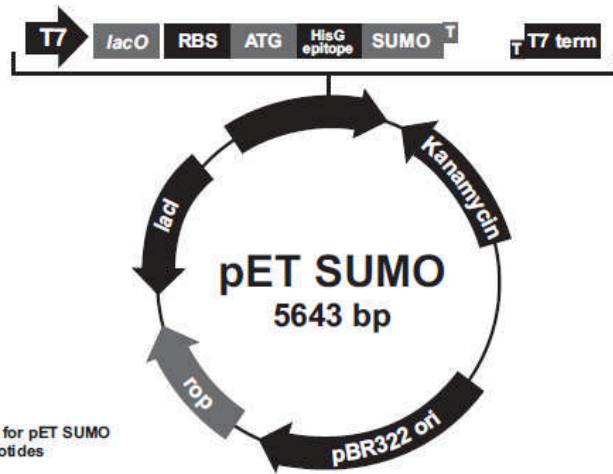 T7 lacO RBS ATG HisG epitope SUMO T T T7 term
Kanamycin
lacI
pET SUMO
5643 bp
rop
pBR322 ori
for pET SUMO
otides